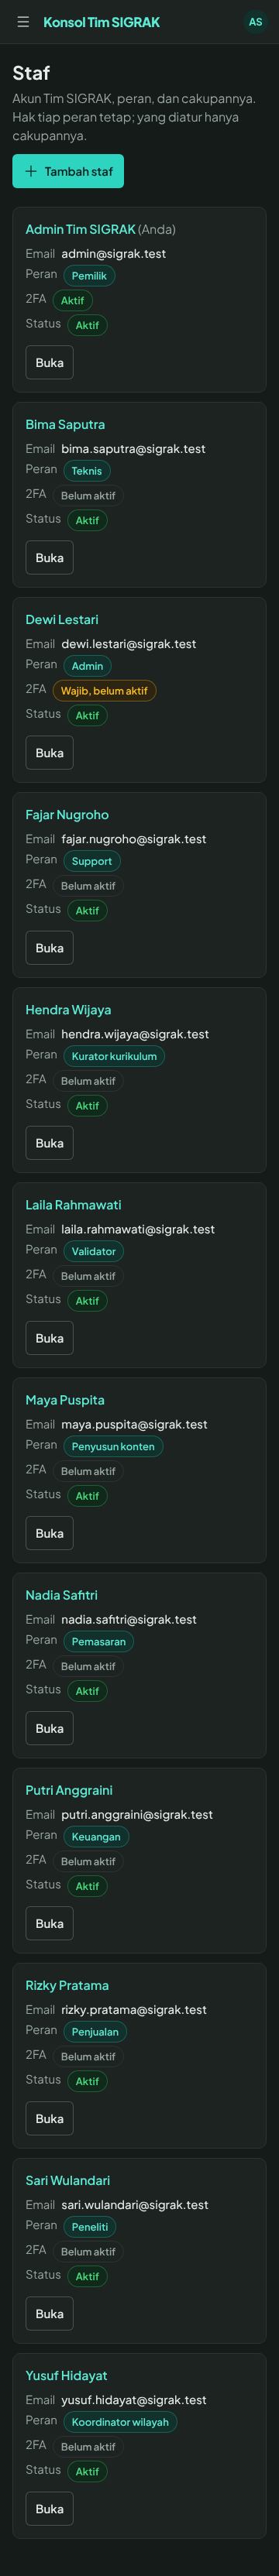 Konsol Tim SIGRAK
AS
Staf
Akun Tim SIGRAK, peran, dan cakupannya.
Hak tiap peran tetap; yang diatur hanya
cakupannya.
Tambah staf
Admin Tim SIGRAK (Anda)
Email admin@sigrak.test
Peran Pemilik
2FA Aktif
Status Aktif
Buka
Bima Saputra
Email bima.saputra@sigrak.test
Peran Teknis
2FA Belum aktif
Status Aktif
Buka
Dewi Lestari
Email dewi.lestari@sigrak.test
Peran Admin
2FA Wajib, belum aktif
Status Aktif
Buka
Fajar Nugroho
Email fajar.nugroho@sigrak.test
Peran Support
2FA Belum aktif
Status Aktif
Buka
Hendra Wijaya
Email hendra.wijaya@sigrak.test
Peran Kurator kurikulum
2FA Belum aktif
Status Aktif
Buka
Laila Rahmawati
Email laila.rahmawati@sigrak.test
Peran Validator
2FA Belum aktif
Status Aktif
Buka
Maya Puspita
Email maya.puspita@sigrak.test
Peran Penyusun konten
2FA Belum aktif
Status Aktif
Buka
Nadia Safitri
Email nadia.safitri@sigrak.test
Peran Pemasaran
2FA Belum aktif
Status Aktif
Buka
Putri Anggraini
Email putri.anggraini@sigrak.test
Peran Keuangan
2FA Belum aktif
Status Aktif
Buka
Rizky Pratama
Email rizky.pratama@sigrak.test
Peran Penjualan
2FA Belum aktif
Status Aktif
Buka
Sari Wulandari
Email sari.wulandari@sigrak.test
Peran Peneliti
2FA Belum aktif
Status Aktif
Buka
Yusuf Hidayat
Email yusuf.hidayat@sigrak.test
Peran Koordinator wilayah
2FA Belum aktif
Status Aktif
Buka